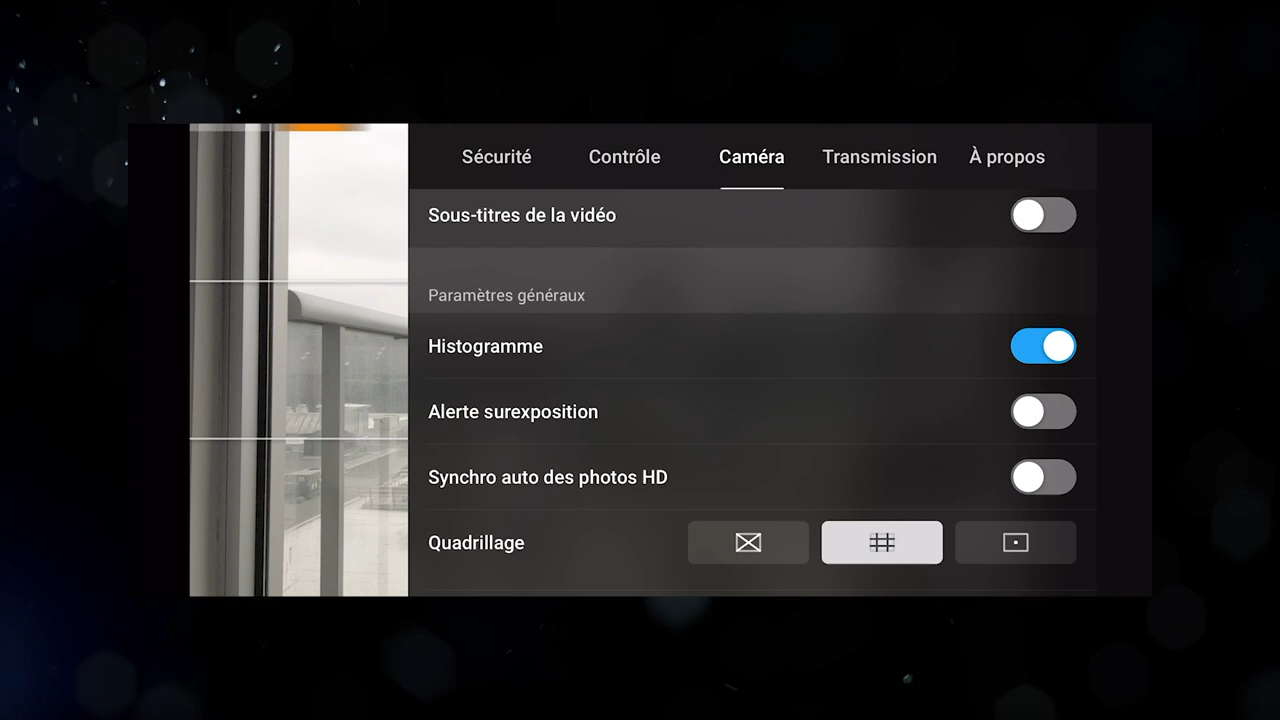 Sécurité Contrôle Caméra Transmission À propos
Sous-titres de la vidéo
Paramètres généraux
Histogramme
Alerte surexposition
Synchro auto des photos HD
Quadrillage